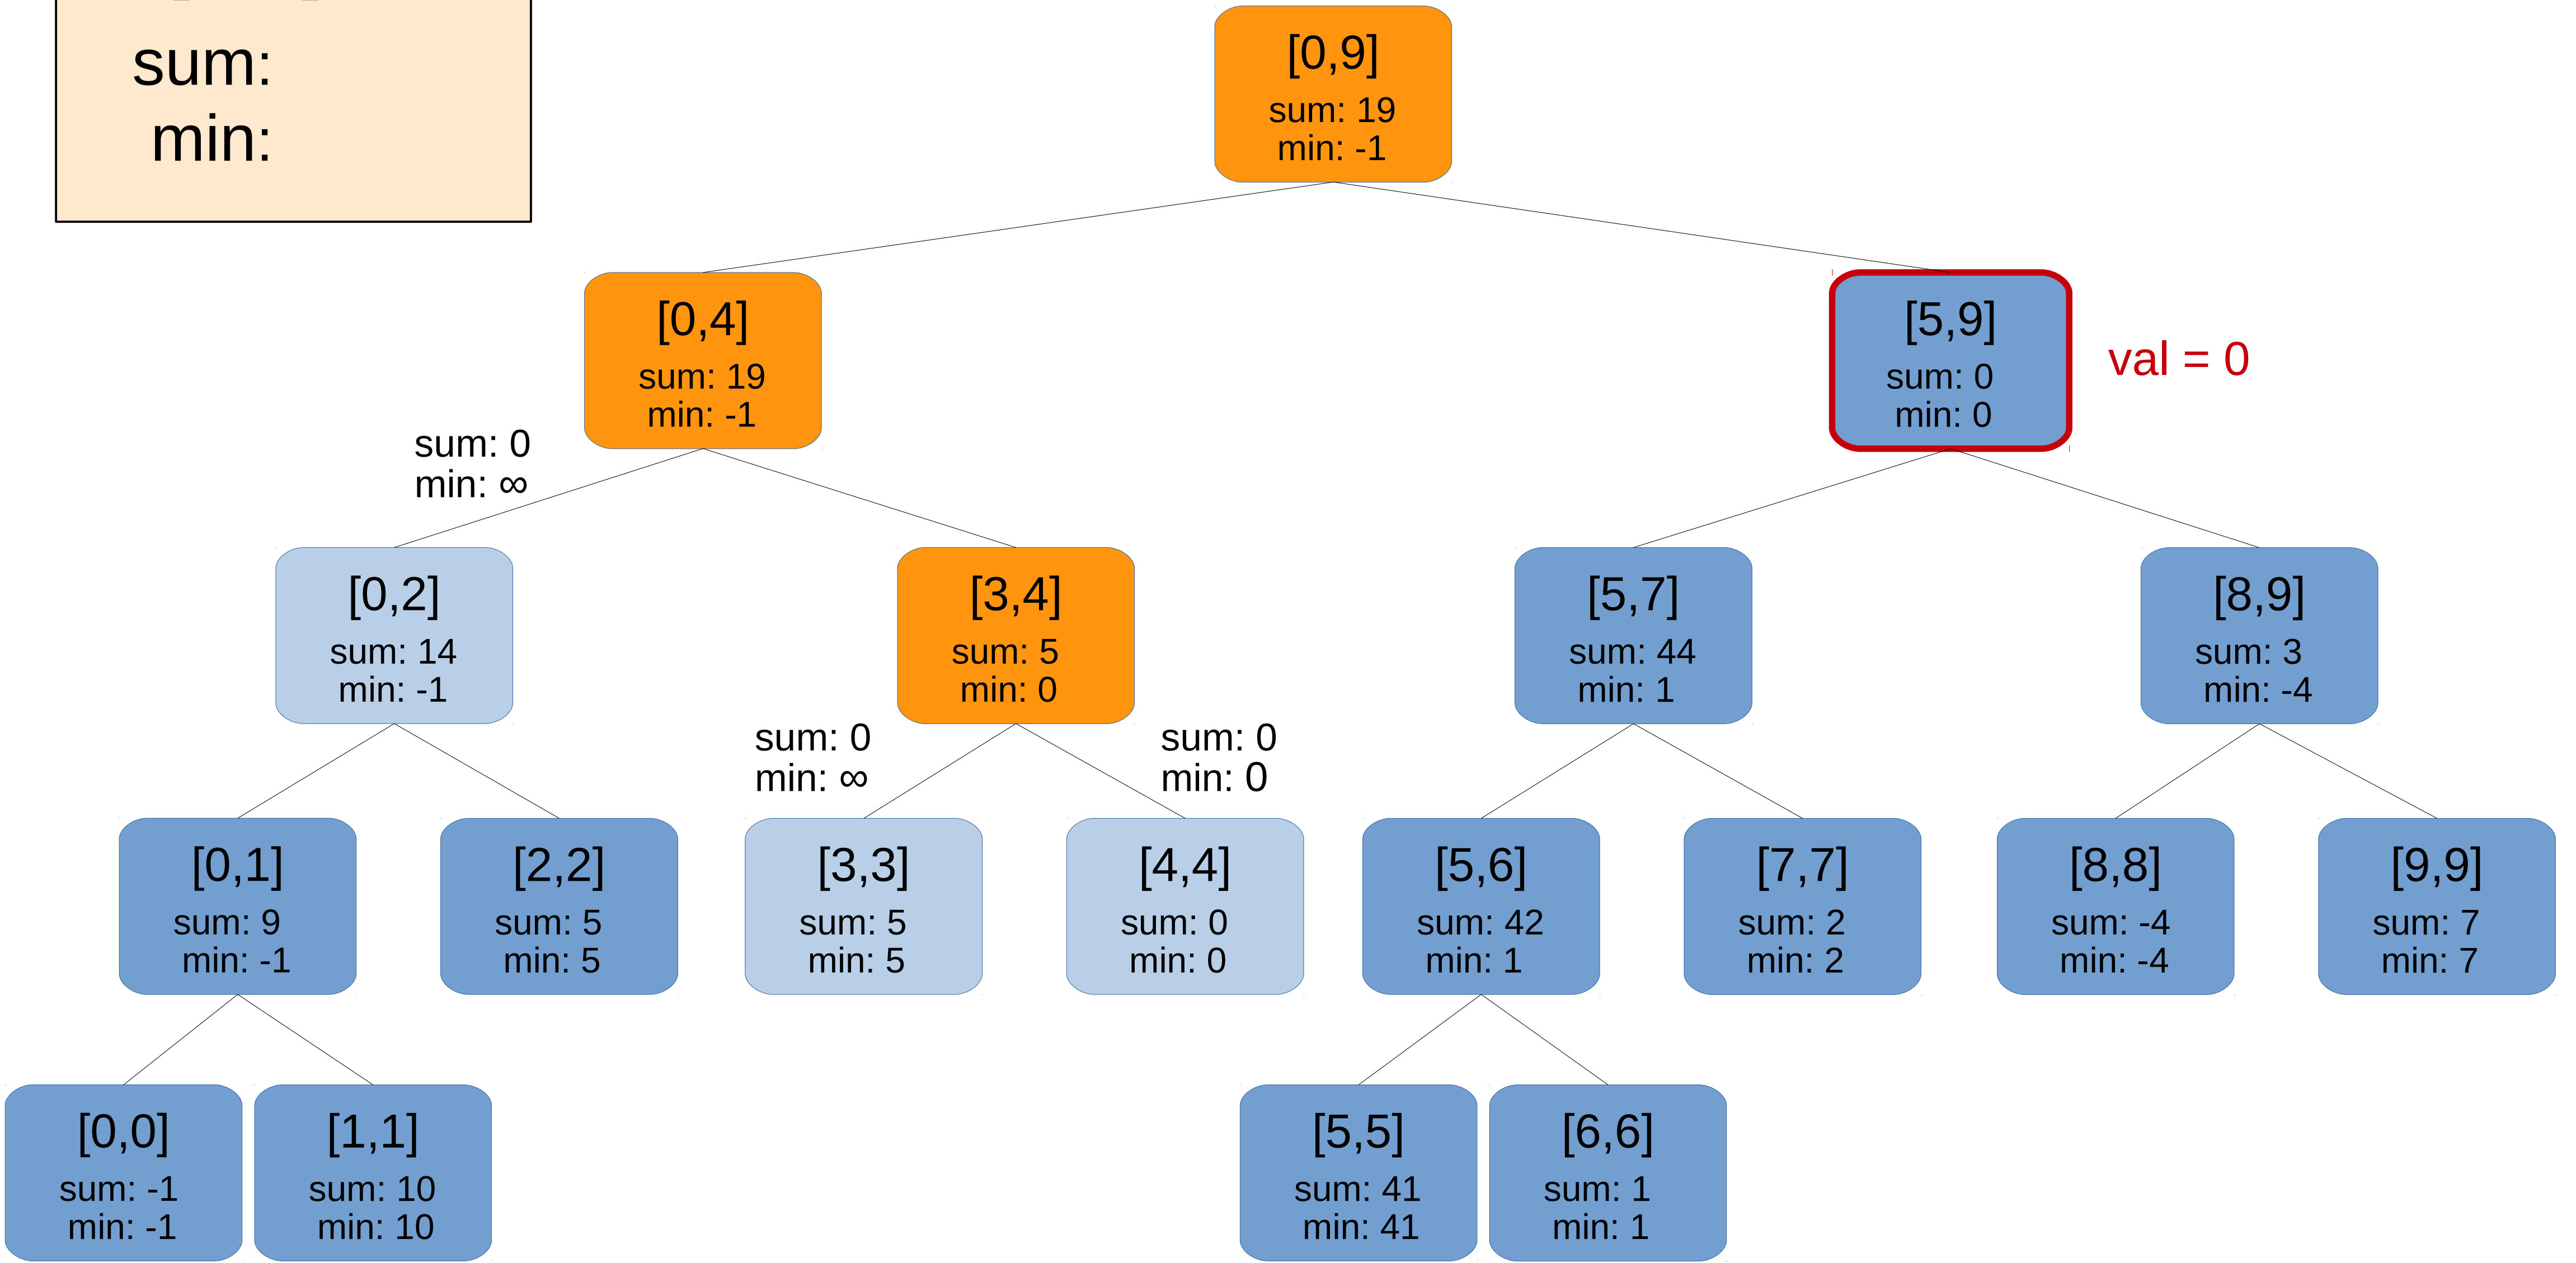 sum:
min:
[0,9]
sum: 19
min: -1
[0,4]
sum: 19
min: -1
[5,9]
sum: 0
min: 0
val = 0
sum: 0
min: ∞
[0,2]
sum: 14
min: -1
[3,4]
sum: 5
min: 0
[5,7]
sum: 44
min: 1
[8,9]
sum: 3
min: -4
sum: 0
min: ∞
sum: 0
min: 0
[0,1]
sum: 9
min: -1
[2,2]
sum: 5
min: 5
[3,3]
sum: 5
min: 5
[4,4]
sum: 0
min: 0
[5,6]
sum: 42
min: 1
[7,7]
sum: 2
min: 2
[8,8]
sum: -4
min: -4
[9,9]
sum: 7
min: 7
[0,0]
sum: -1
min: -1
[1,1]
sum: 10
min: 10
[5,5]
sum: 41
min: 41
[6,6]
sum: 1
min: 1